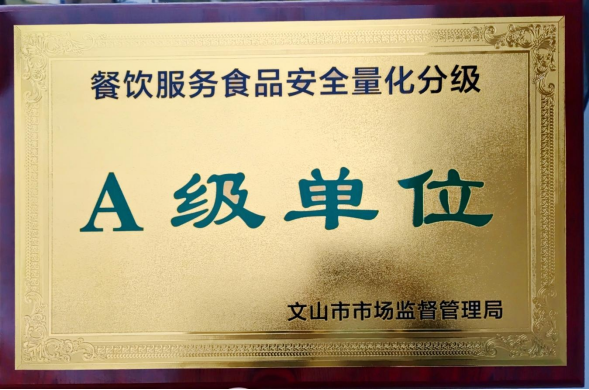 餐饮服务食品安全量化分级
A级单位
文山市市场监督管理局